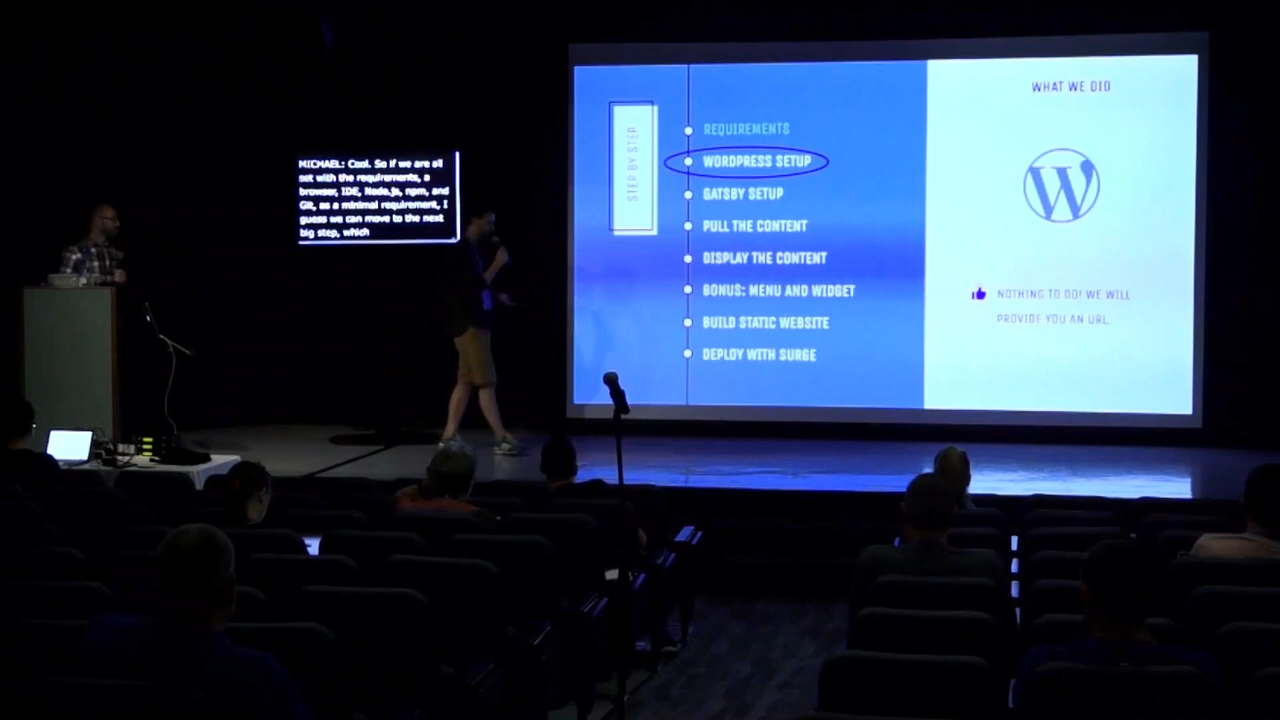 MICHAEL: Cool. So if we are all
set with the requirements, a
browser, IDE, Node.js, npm, and
Git, as a minimal requirement, I
guess we can move to the next
big step, which
STEP BY STEP
REQUIREMENTS
WORDPRESS SETUP
GATSBY SETUP
PULL THE CONTENT
DISPLAY THE CONTENT
BONUS: MENU AND WIDGET
BUILD STATIC WEBSITE
DEPLOY WITH SURGE
WHAT WE DID
W
NOTHING TO DO! WE WILL
PROVIDE YOU AN URL.